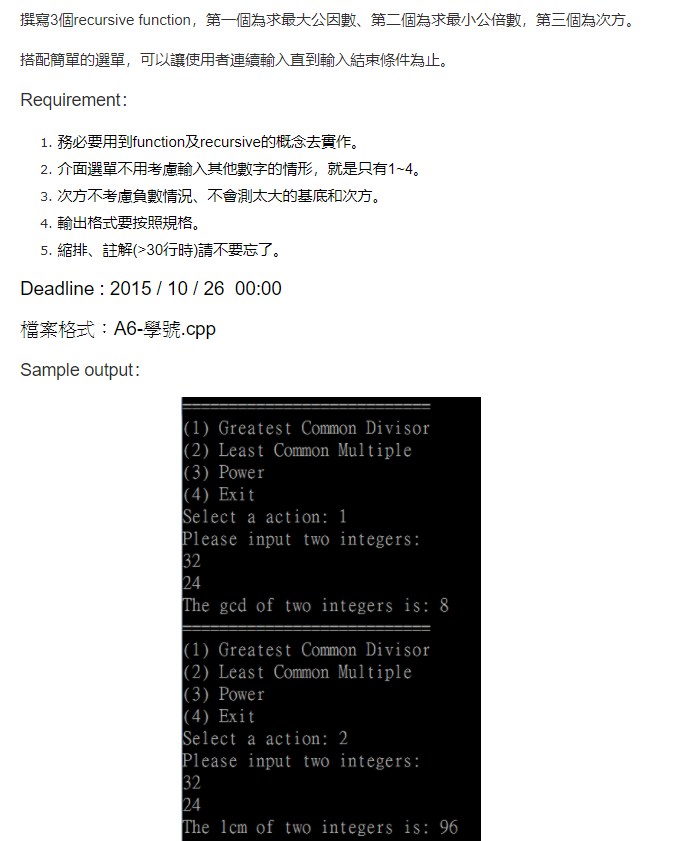 撰寫3個recursive function，第一個為求最大公因數、第二個為求最小公倍數，第三個為次方。
搭配簡單的選單，可以讓使用者連續輸入直到輸入結束條件為止。
Requirement：
1. 務必要用到function及recursive的概念去實作。
2. 介面選單不用考慮輸入其他數字的情形，就是只有1~4。
3. 次方不考慮負數情況、不會測太大的基底和次方。
4. 輸出格式要按照規格。
5. 縮排、註解(>30行時)請不要忘了。
Deadline : 2015 / 10 / 26  00:00
檔案格式：A6-學號.cpp
Sample output：
===========================
(1) Greatest Common Divisor
(2) Least Common Multiple
(3) Power
(4) Exit
Select a action: 1
Please input two integers:
32
24
The gcd of two integers is: 8
===========================
(1) Greatest Common Divisor
(2) Least Common Multiple
(3) Power
(4) Exit
Select a action: 2
Please input two integers:
32
24
The lcm of two integers is: 96